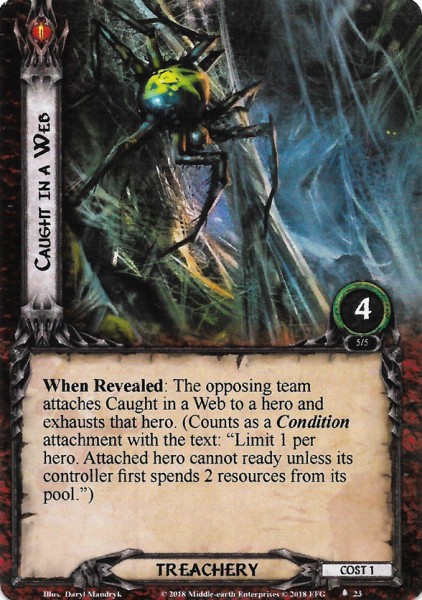 CAUGHT IN A WEB
4
5/5
When Revealed: The opposing team
attaches Caught in a Web to a hero and
exhausts that hero. (Counts as a Condition
attachment with the text: “Limit 1 per
hero. Attached hero cannot ready unless its
controller first spends 2 resources from its
pool.”)
TREACHERY
COST 1
Illus. Daryl Mandryk
© 2018 Middle-earth Enterprises © 2018 FFG
23